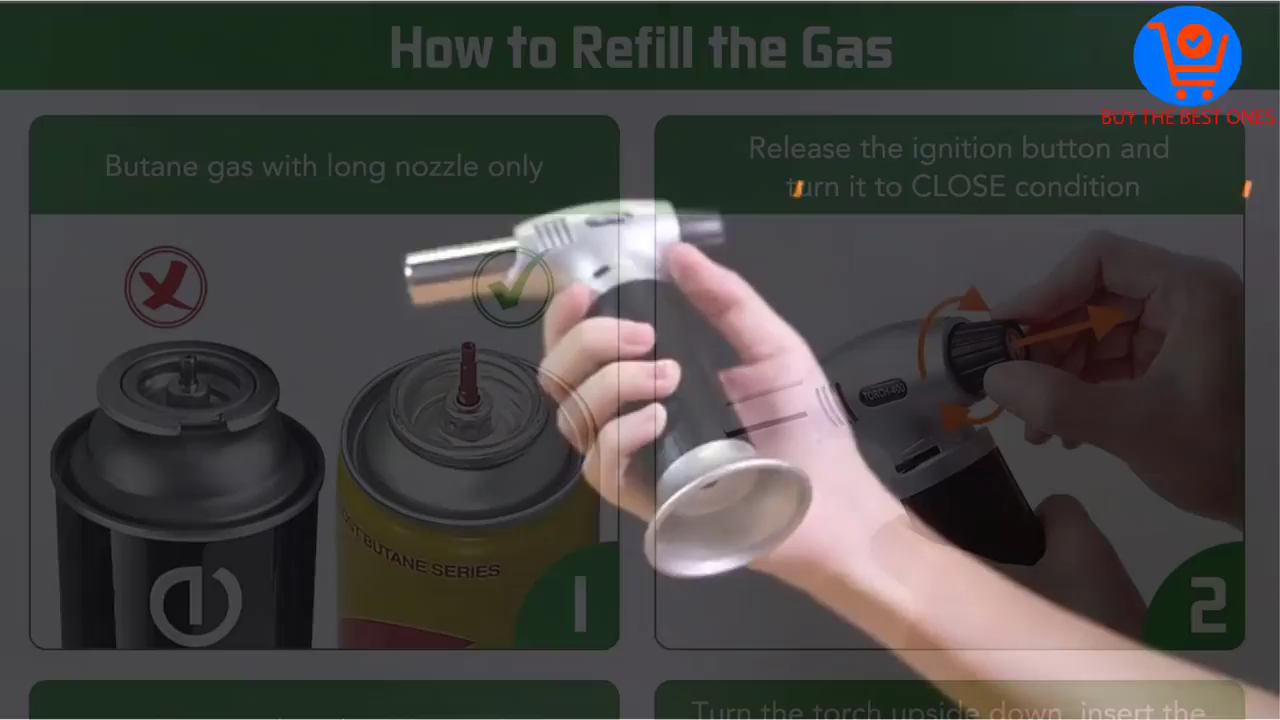 How to Refill the Gas
BUY THE BEST ONES
Butane gas with long nozzle only
Release the ignition button and
turn it to CLOSE condition
BUTANE SERIES
1
2
Turn the torch upside down, insert the